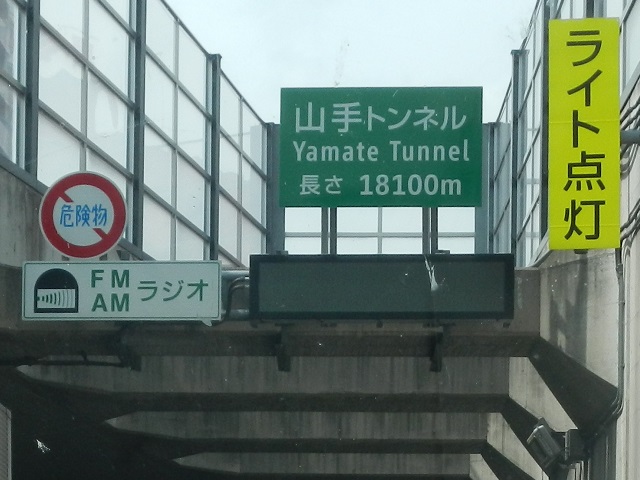 山手トンネル
Yamate Tunnel
長さ 18100m
ライト点灯
危険物
FM
AM
ラジオ